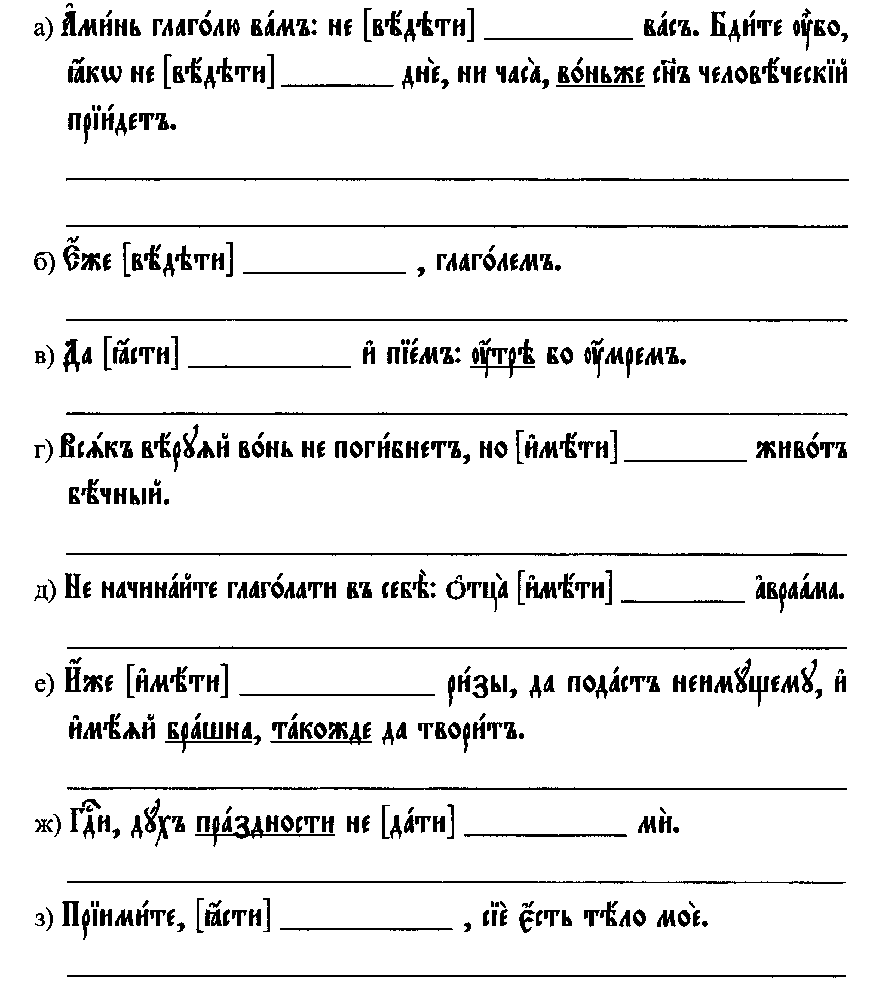 а) А҆ми́нь глаго́лю ва́мъ: не [вѣ́дѣти] __________ ва́съ. Бди́те ᲂу҆̀бо,
ꙗ҆́кѡ не [вѣ́дѣти] __________ днѐ, ни часа̀, во́ньже сн҃ъ человѣ́ческїй
прїи́детъ.
б) Є҆́же [вѣ́дѣти] __________ , глаго́лемъ.
в) Да [ꙗ҆́сти] __________ и҆ пїе́мъ: ᲂу҆́трѣ бо ᲂу҆́мремъ.
г) Всѧ́къ вѣ́рꙋѧй во́нь не поги́бнетъ, но [и҆мѣ́ти] __________ живо́тъ
бѣ́чный.
д) Не начина́йте глаго́лати въ себѣ̀: ѻ҆тца̀ [и҆мѣ́ти] __________ а҆враа́ма.
е) И҆́же [и҆мѣ́ти] __________ ри́зы, да пода́стъ неимꙋ́щемꙋ, и҆
и҆мѣ́ѧй бра́шна, та́кожде да твори́тъ.
ж) Гдⷭ҇и, дꙋ́хъ пра́здности не [да́ти] __________ мѝ.
з) Прїими́те, [ꙗ҆́сти] __________ , сїѐ є҆́сть тѣ́ло моѐ.